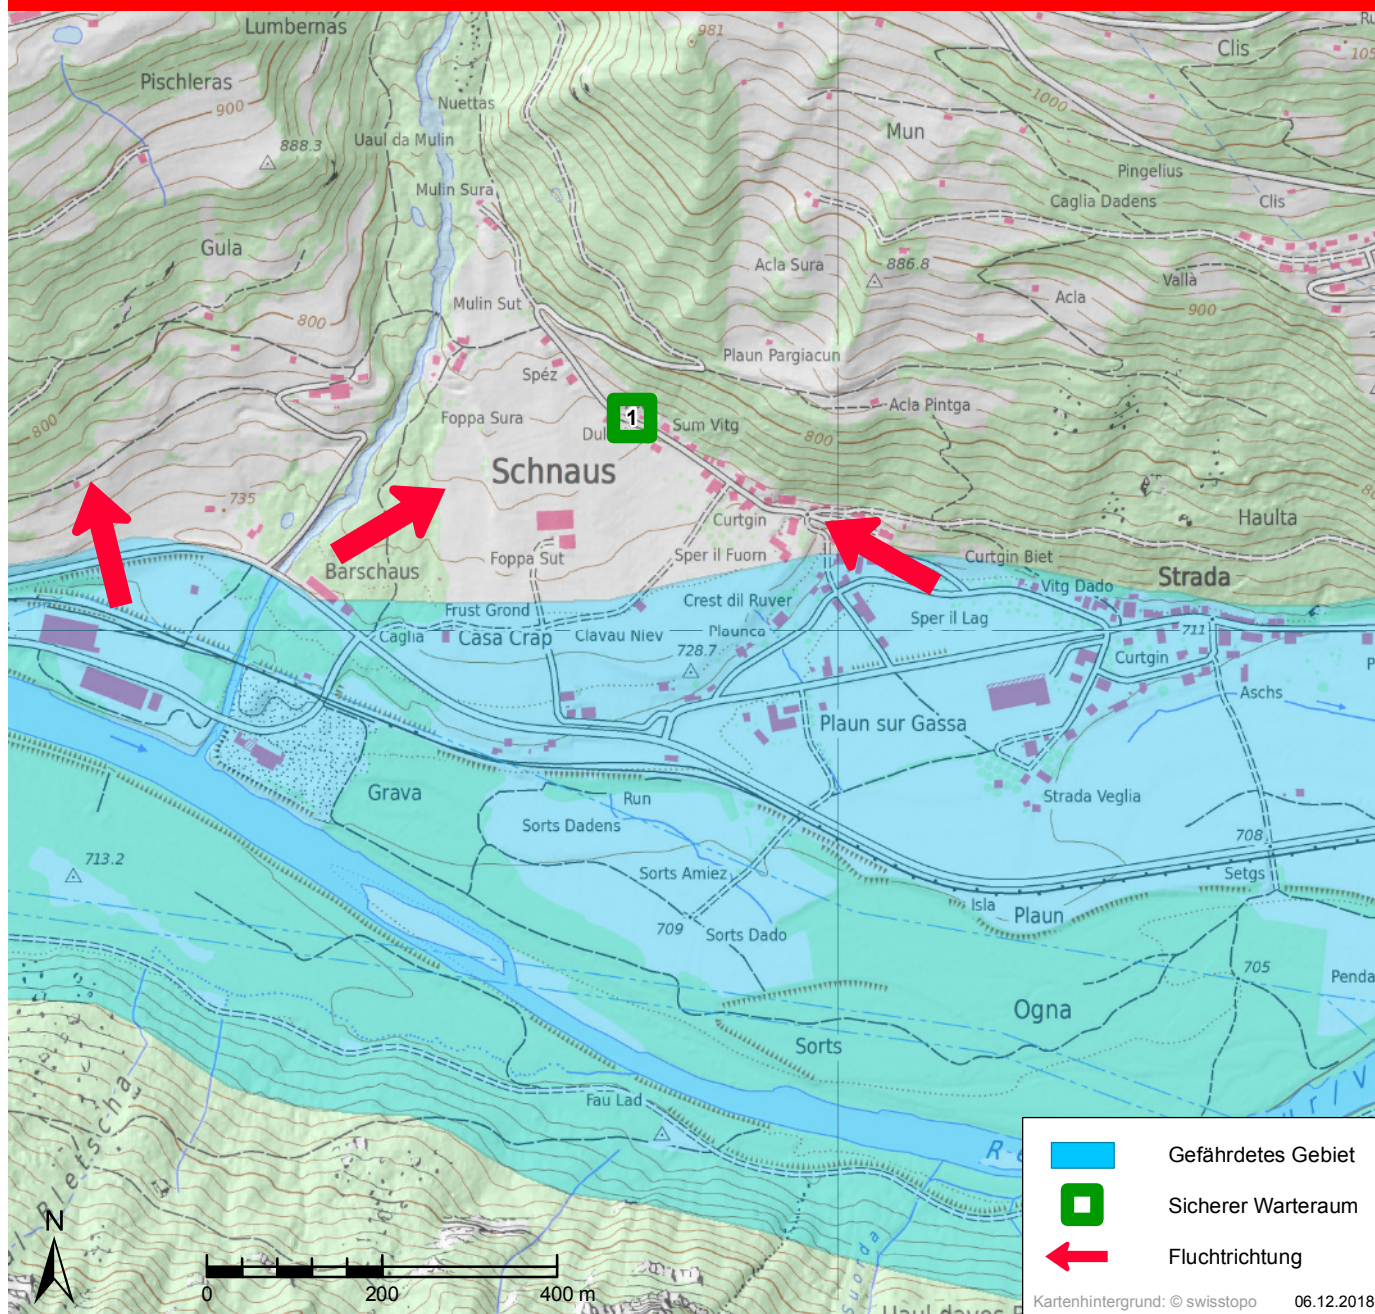 Lumbernas
981
Clis
Pischleras
900
Nuettas
1000
Mun
888.3
Uaul da Mulin
Pingelius
Mulin Sura
Caglia Dadens
Clis
Gula
Acla Sura
886.8
Valla
Mulin Sut
Acla
900
800
Plaun Pargiacun
Spéz
Acla Pintga
Foppa Sura
1
Sum Vitg
800
800
Schnaus
735
Curtgin
Haulta
Foppa Sut
Sper il Fuorn
Curtgin Biet
Barschaus
Strada
Vitg Dado
Frust Grond
Crest dil Ruver
Sper il Lag
Caglia
Casa Crap
Clavau Niev
Plaunca
711
728.7
Curtgin
Aschs
Plaun sur Gassa
Grava
Run
Strada Veglia
Sorts Dadens
708
713.2
Sorts Amiez
Setgs
Isla
Plaun
709
Sorts Dado
705
Penda
Ogna
Sorts
Fau Lad
Pletscha
Suorda
N
0
200
400 m
Gefährdetes Gebiet
Sicherer Warteraum
Fluchtrichtung
Kartenhintergrund: © swisstopo
06.12.2018